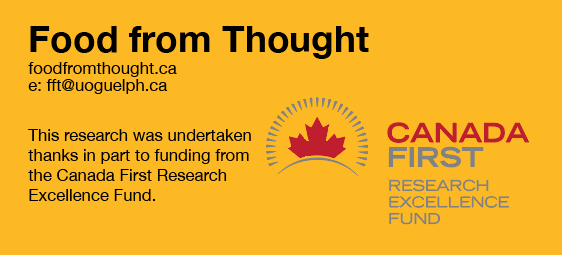 Food from Thought
foodfromthought.ca
e: fft@uoguelph.ca
This research was undertaken
thanks in part to funding from
the Canada First Research
Excellence Fund.
CANADA
FIRST
RESEARCH
EXCELLENCE
FUND